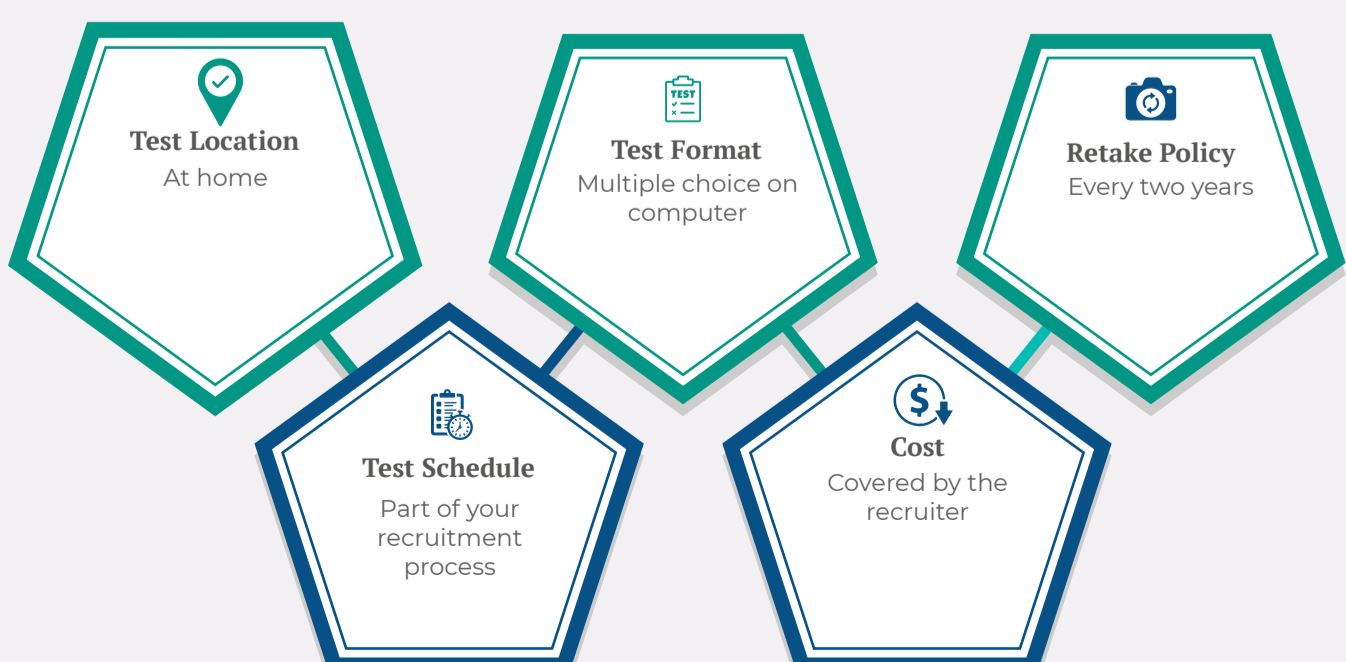 Test Location
At home
TEST
Test Format
Multiple choice on
computer
Retake Policy
Every two years
Test Schedule
Part of your
recruitment
process
$
Cost
Covered by the
recruiter